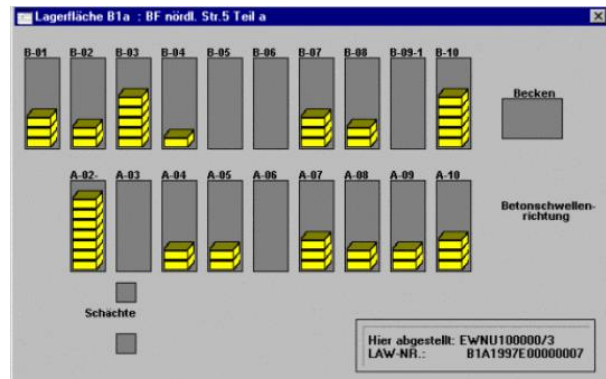 Lagerfläche B1a : BF nördl. Str.5 Teil a
B-01 B-02 B-03 B-04 B-05 B-06 B-07 B-08 B-09-1 B-10
Becken
A-02- A-03 A-04 A-05 A-06 A-07 A-08 A-09 A-10
Betonschwellen-
richtung
Schächte
Hier abgestellt: EWNU100000/3
LAW-NR.: B1A1997E00000007